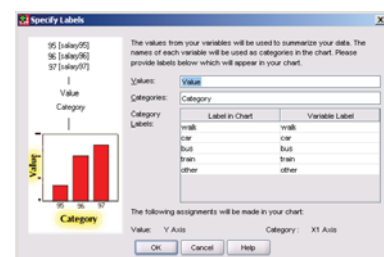 Specify Labels
95 [salary95]
96 [salary96]
97 [salary97]
Value
Category
Value
95 96 97
Category
The values from your variables will be used to summarize your data. The
names of each variable will be used as categories in the chart. Please
provide labels below which will appear in your chart.
Values: Value
Categories: Category
Category Labels:
Label in Chart Variable Label
walk walk
car car
bus bus
train train
other other
The following assignments will be made in your chart:
Value: Y Axis Category: X1 Axis
OK Cancel Help